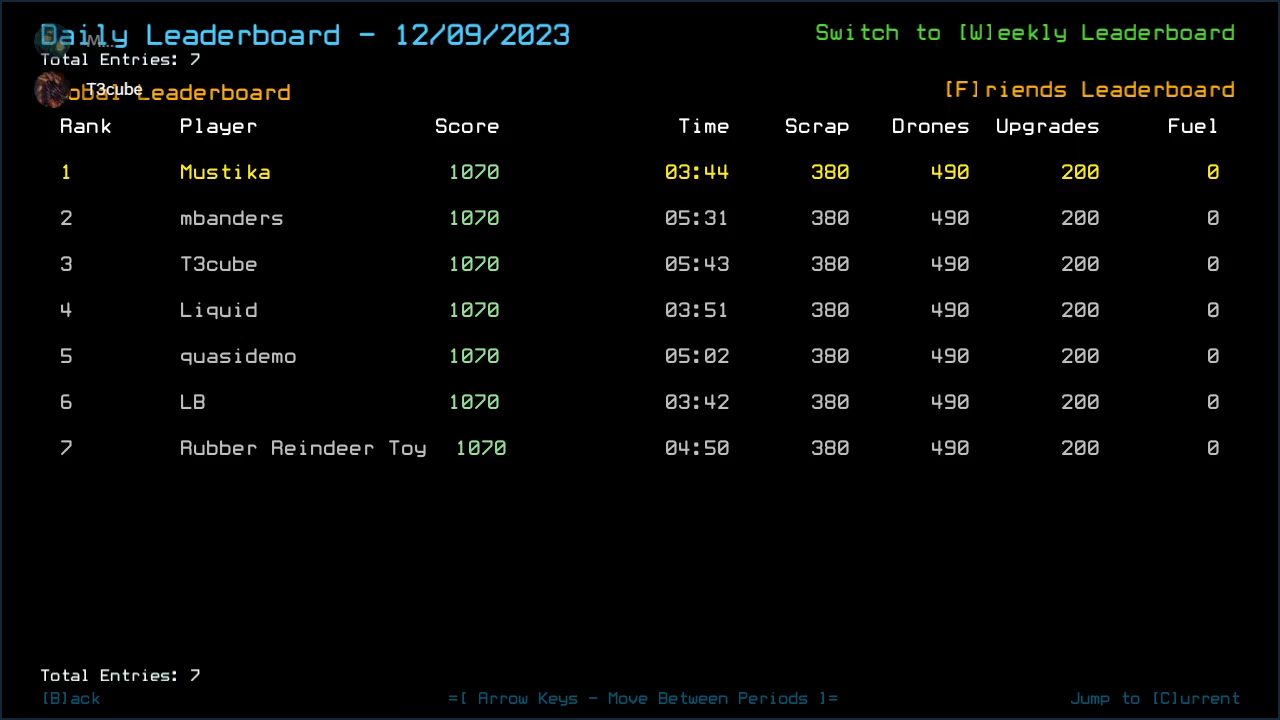 Daily Leaderboard - 12/09/2023
Switch to [W]eekly Leaderboard
M...
Total Entries: 7
T3cube
Leaderboard
[F]riends Leaderboard
Rank Player Score Time Scrap Drones Upgrades Fuel
1 Mustika 1070 03:44 380 490 200 0
2 mbanders 1070 05:31 380 490 200 0
3 T3cube 1070 05:43 380 490 200 0
4 Liquid 1070 03:51 380 490 200 0
5 quasidemo 1070 05:02 380 490 200 0
6 LB 1070 03:42 380 490 200 0
7 Rubber Reindeer Toy 1070 04:50 380 490 200 0
Total Entries: 7
[B]ack
=[ Arrow Keys - Move Between Periods ]=
Jump to [C]urrent